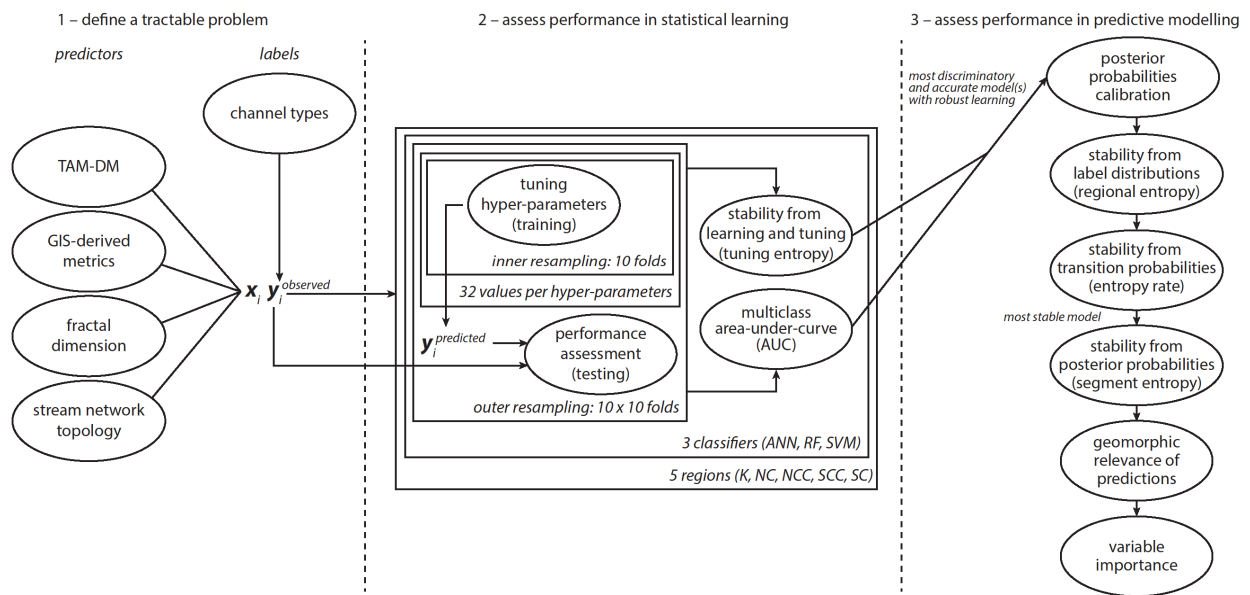 1 – define a tractable problem
predictors
labels
channel types
TAM-DM
GIS-derived
metrics
fractal
dimension
stream network
topology
x i y i observed
2 – assess performance in statistical learning
tuning
hyper-parameters
(training)
inner resampling: 10 folds
32 values per hyper-parameters
y i predicted
performance
assessment
(testing)
outer resampling: 10 x 10 folds
3 classifiers (ANN, RF, SVM)
5 regions (K, NC, NCC, SCC, SC)
stability from
learning and tuning
(tuning entropy)
multiclass
area-under-curve
(AUC)
3 – assess performance in predictive modelling
most discriminatory
and accurate model(s)
with robust learning
posterior
probabilities
calibration
stability from
label distributions
(regional entropy)
stability from
transition probabilities
(entropy rate)
most stable model
stability from
posterior probabilities
(segment entropy)
geomorphic
relevance of
predictions
variable
importance